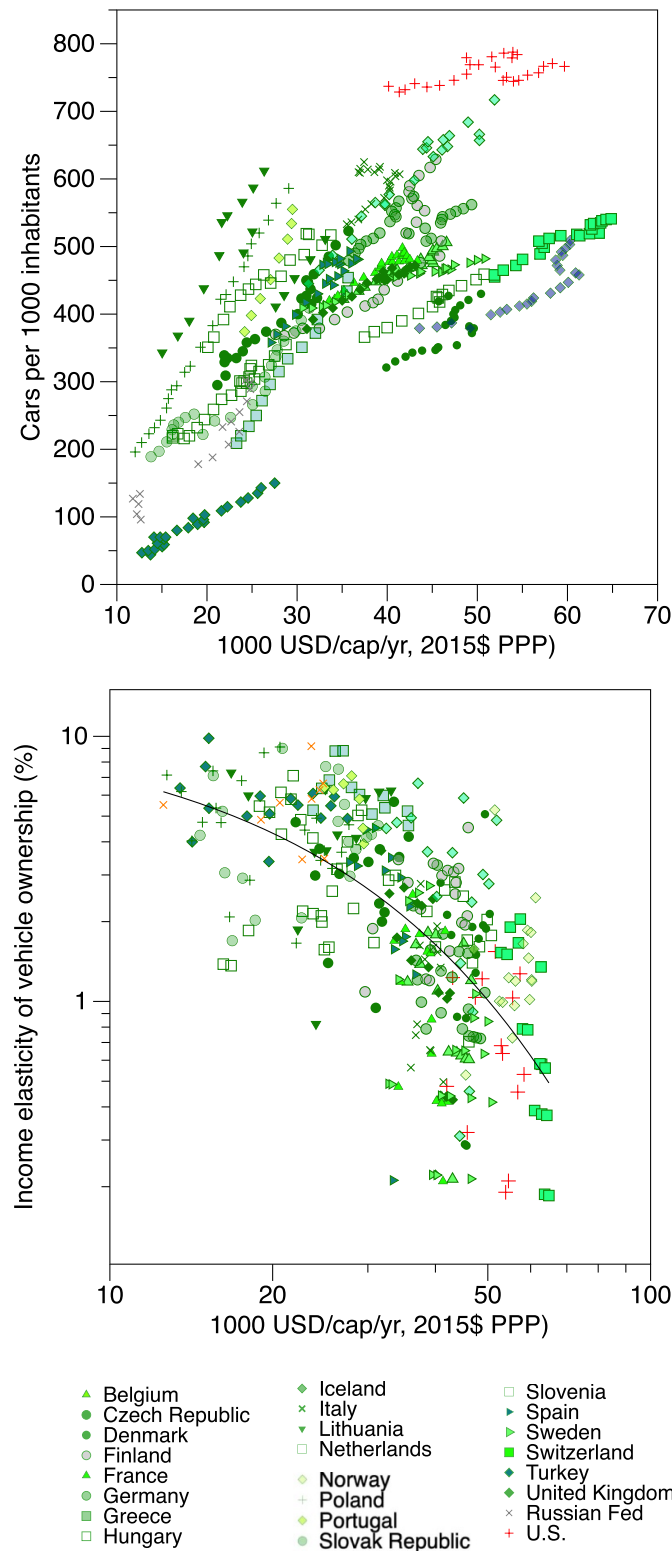 800
700
600
500
400
300
200
100
0
Cars per 1000 inhabitants
10 20 30 40 50 60 70
1000 USD/cap/yr, 2015$ PPP)
10
1
Income elasticity of vehicle ownership (%)
10 20 50 100
1000 USD/cap/yr, 2015$ PPP)
Belgium
Czech Republic
Denmark
Finland
France
Germany
Greece
Hungary
Iceland
Italy
Lithuania
Netherlands
Norway
Poland
Portugal
Slovak Republic
Slovenia
Spain
Sweden
Switzerland
Turkey
United Kingdom
Russian Fed
U.S.